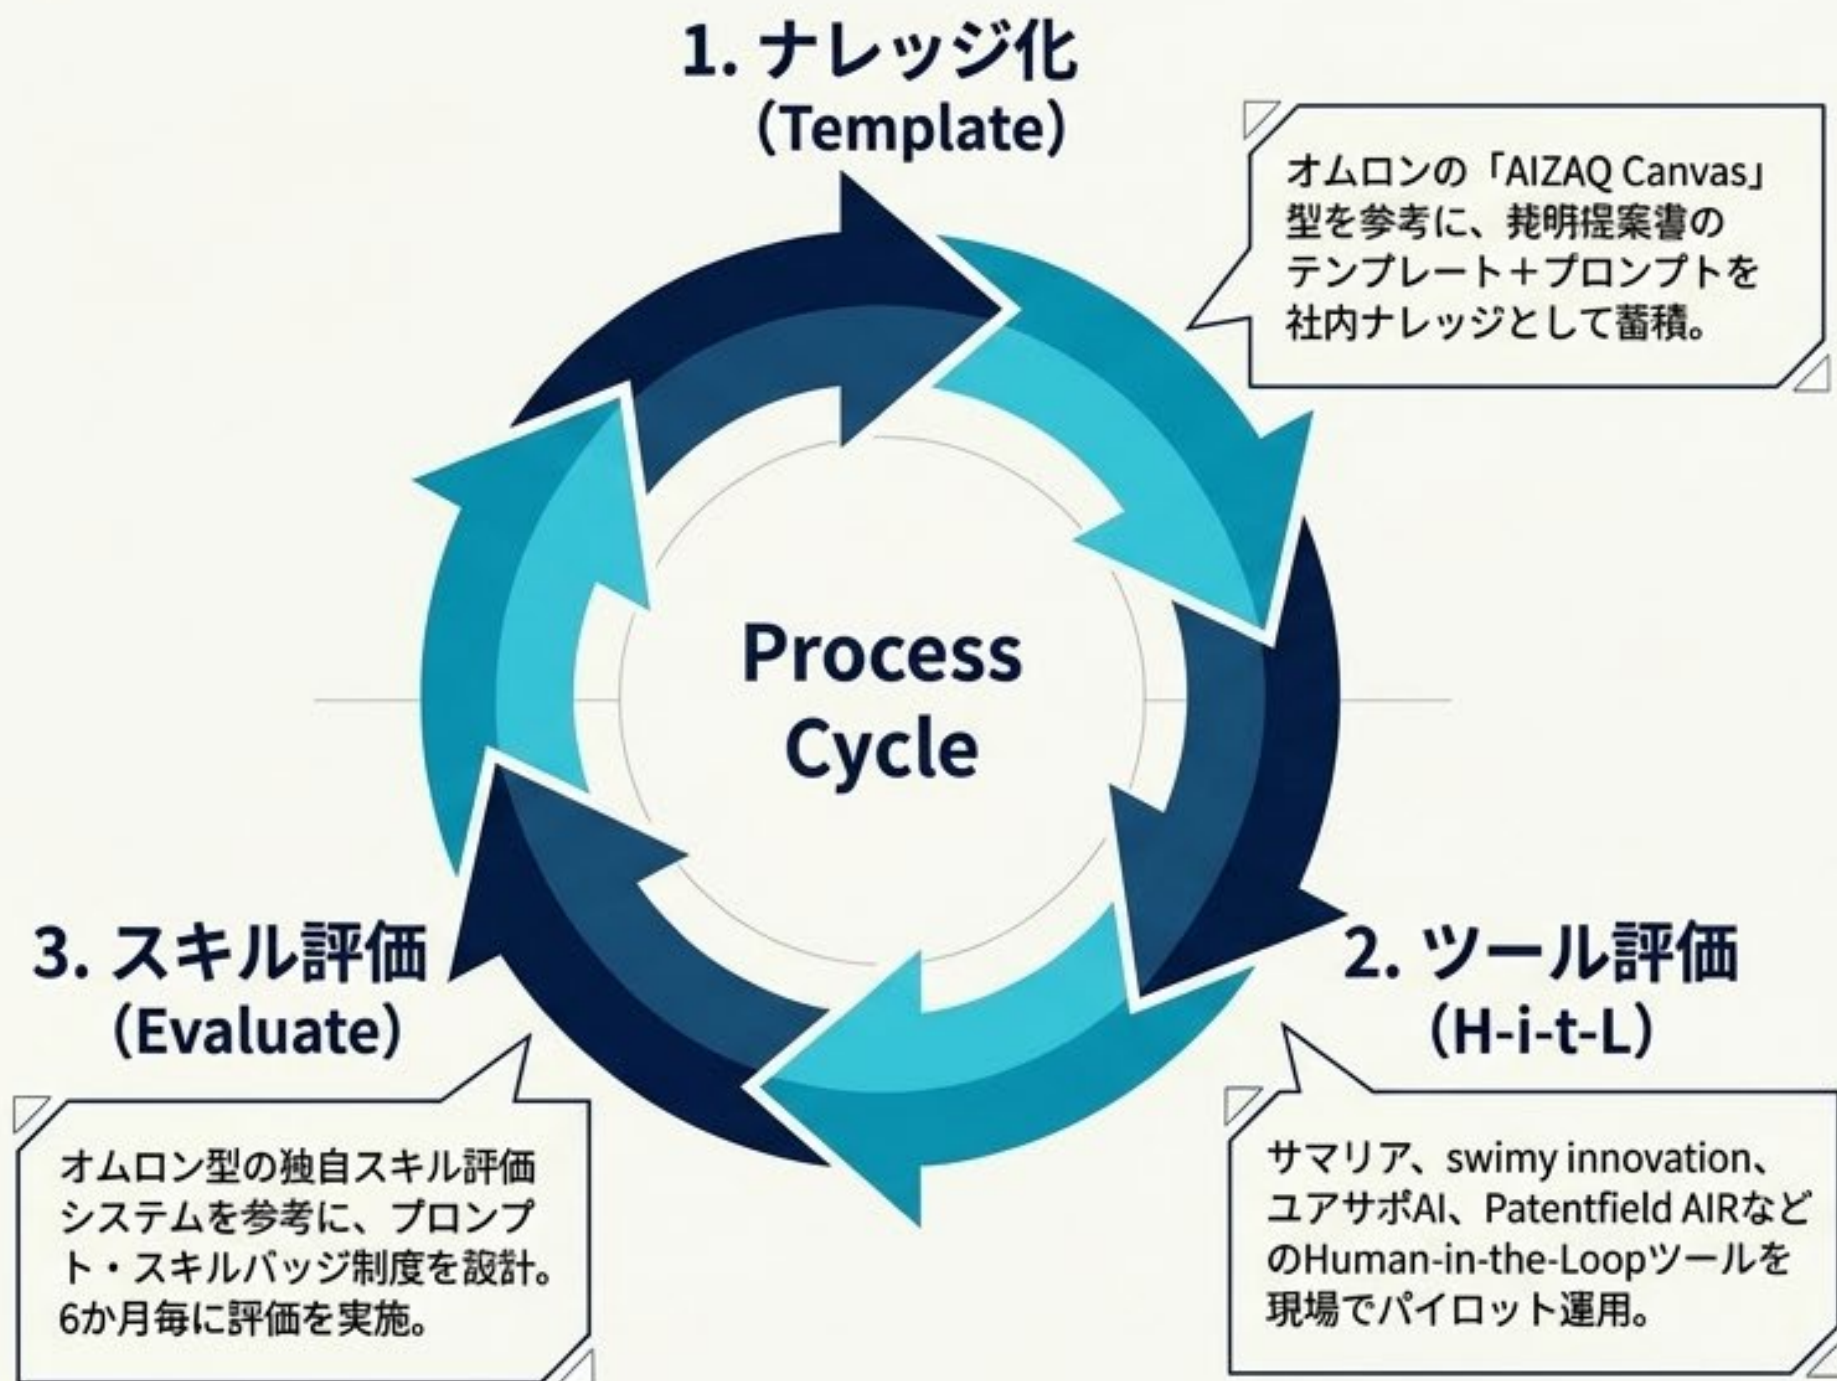 1. ナレッジ化
(Template)
オムロンの「AIZAQ Canvas」
型を参考に、発明提案書の
テンプレート＋プロンプトを
社内ナレッジとして蓄積。
Process
Cycle
2. ツール評価
(H-i-t-L)
サマリア、swimy innovation、
ユアサポAI、Patentfield AIRなど
のHuman-in-the-Loopツールを
現場でパイロット運用。
3. スキル評価
(Evaluate)
オムロン型の独自スキル評価
システムを参考に、プロンプ
ト・スキルバッジ制度を設計。
6か月毎に評価を実施。